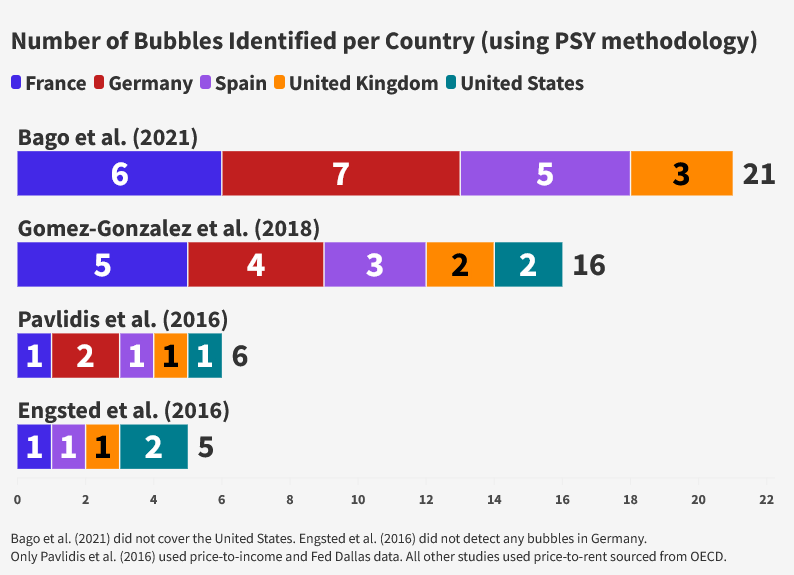 Number of Bubbles Identified per Country (using PSY methodology)
France Germany Spain United Kingdom United States
Bago et al. (2021)
6 7 5 3 21
Gomez-Gonzalez et al. (2018)
5 4 3 2 2 16
Pavlidis et al. (2016)
1 2 1 1 1 6
Engsted et al. (2016)
1 1 1 2 5
0 2 4 6 8 10 12 14 16 18 20 22
Bago et al. (2021) did not cover the United States. Engsted et al. (2016) did not detect any bubbles in Germany.
Only Pavlidis et al. (2016) used price-to-income and Fed Dallas data. All other studies used price-to-rent sourced from OECD.